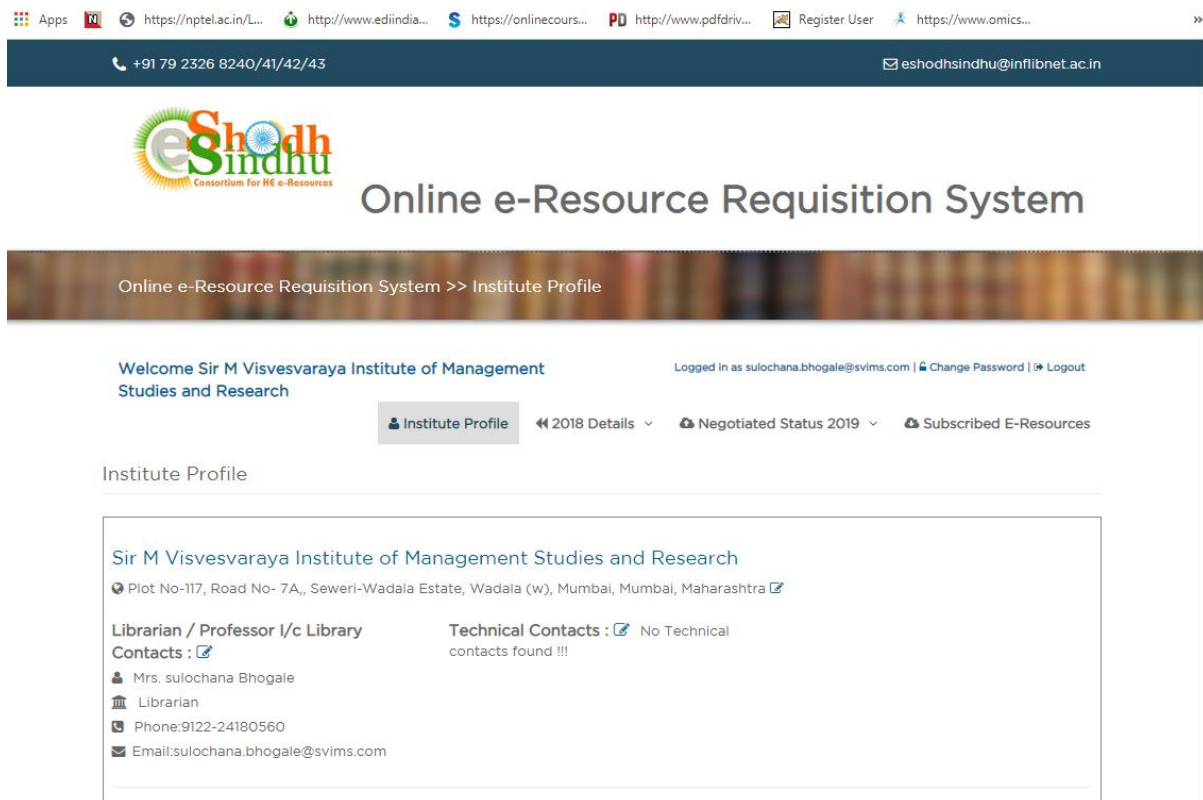 Apps https://nptel.ac.in/L... http://www.ediindia... https://onlinecours... http://www.pdfdriv... Register User https://www.omics... »
+91 79 2326 8240/41/42/43 eshodhsindhu@inflibnet.ac.in
e Shodh
Sindhu
Consortium for HE e-Resources
Online e-Resource Requisition System
Online e-Resource Requisition System >> Institute Profile
Welcome Sir M Visvesvaraya Institute of Management
Studies and Research
Logged in as sulochana.bhogale@svims.com | Change Password | Logout
Institute Profile 2018 Details Negotiated Status 2019 Subscribed E-Resources
Institute Profile
Sir M Visvesvaraya Institute of Management Studies and Research
Plot No-117, Road No- 7A,, Seweri-Wadala Estate, Wadala (w), Mumbai, Mumbai, Maharashtra
Librarian / Professor I/c Library
Contacts :
Mrs. sulochana Bhogale
Librarian
Phone:9122-24180560
Email:sulochana.bhogale@svims.com
Technical Contacts : No Technical
contacts found !!!